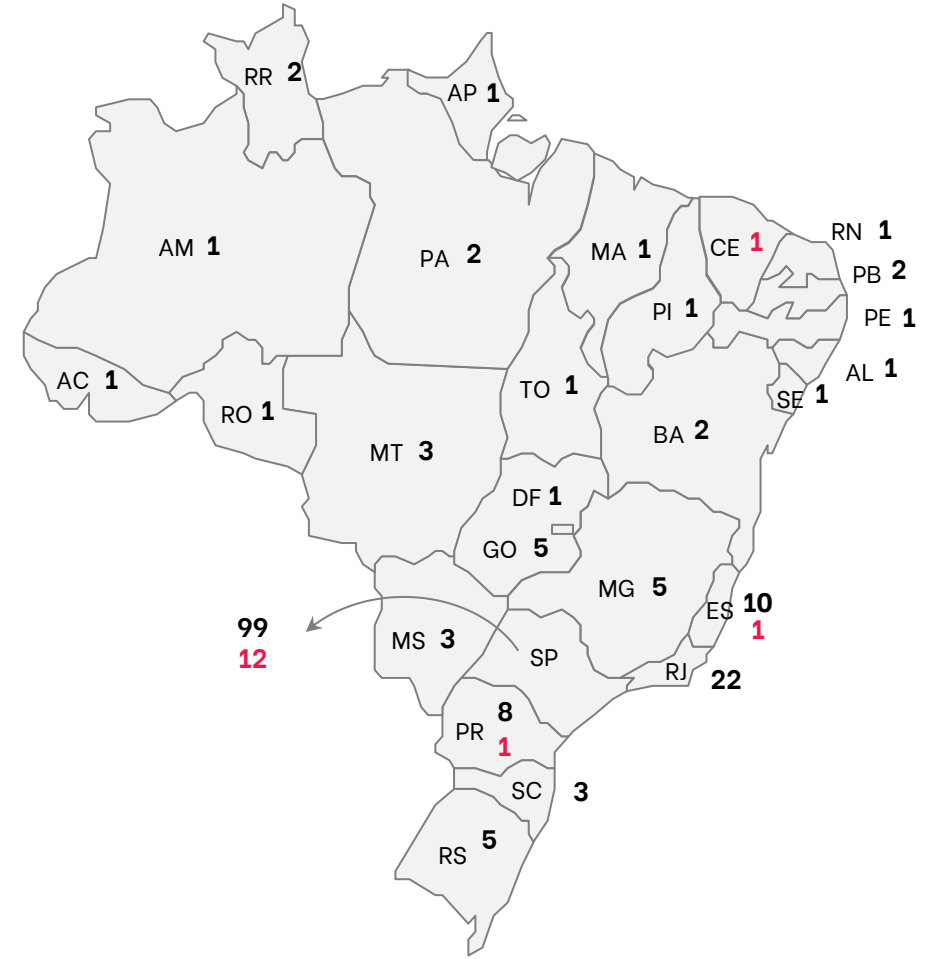 RR 2
AP 1
AM 1
PA 2
MA 1
CE 1
RN 1
PB 2
PI 1
PE 1
AC 1
RO 1
TO 1
AL 1
SE 1
MT 3
BA 2
DF 1
GO 5
MG 5
ES 10
1
99
12
MS 3
SP
RJ 22
PR 8
1
SC 3
RS 5